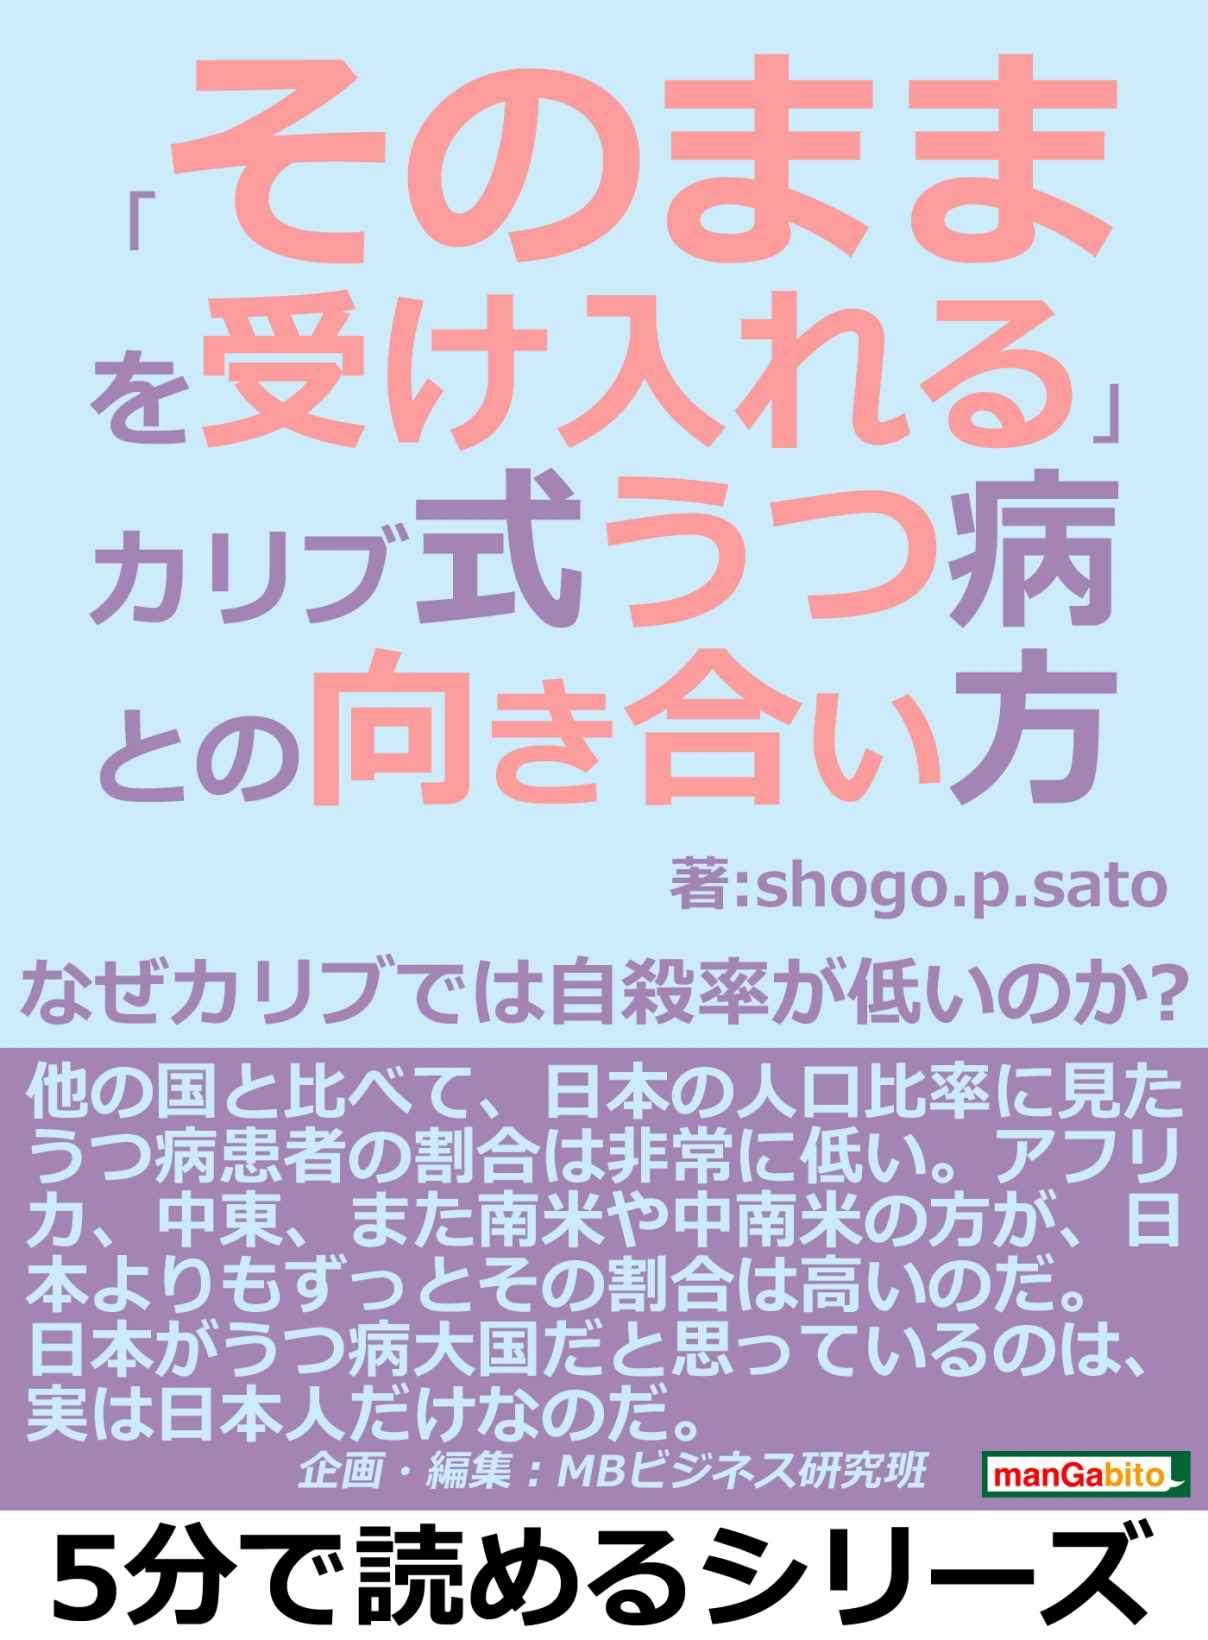 「そのまま
を受け入れる」
カリブ式うつ病
との向き合い方
著:shogo.p.sato
なぜカリブでは自殺率が低いのか?
他の国と比べて、日本の人口比率に見た
うつ病患者の割合は非常に低い。アフリ
カ、中東、また南米や中南米の方が、日
本よりもずっとその割合は高いのだ。
日本がうつ病大国だと思っているのは、
実は日本人だけなのだ。
企画・編集：MBビジネス研究班
manGabito
5分で読めるシリーズ